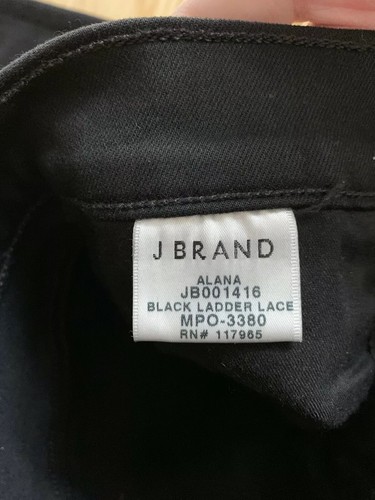 J BRAND
ALANA
JB001416
BLACK LADDER LACE
MPO-3380
RN# 117965